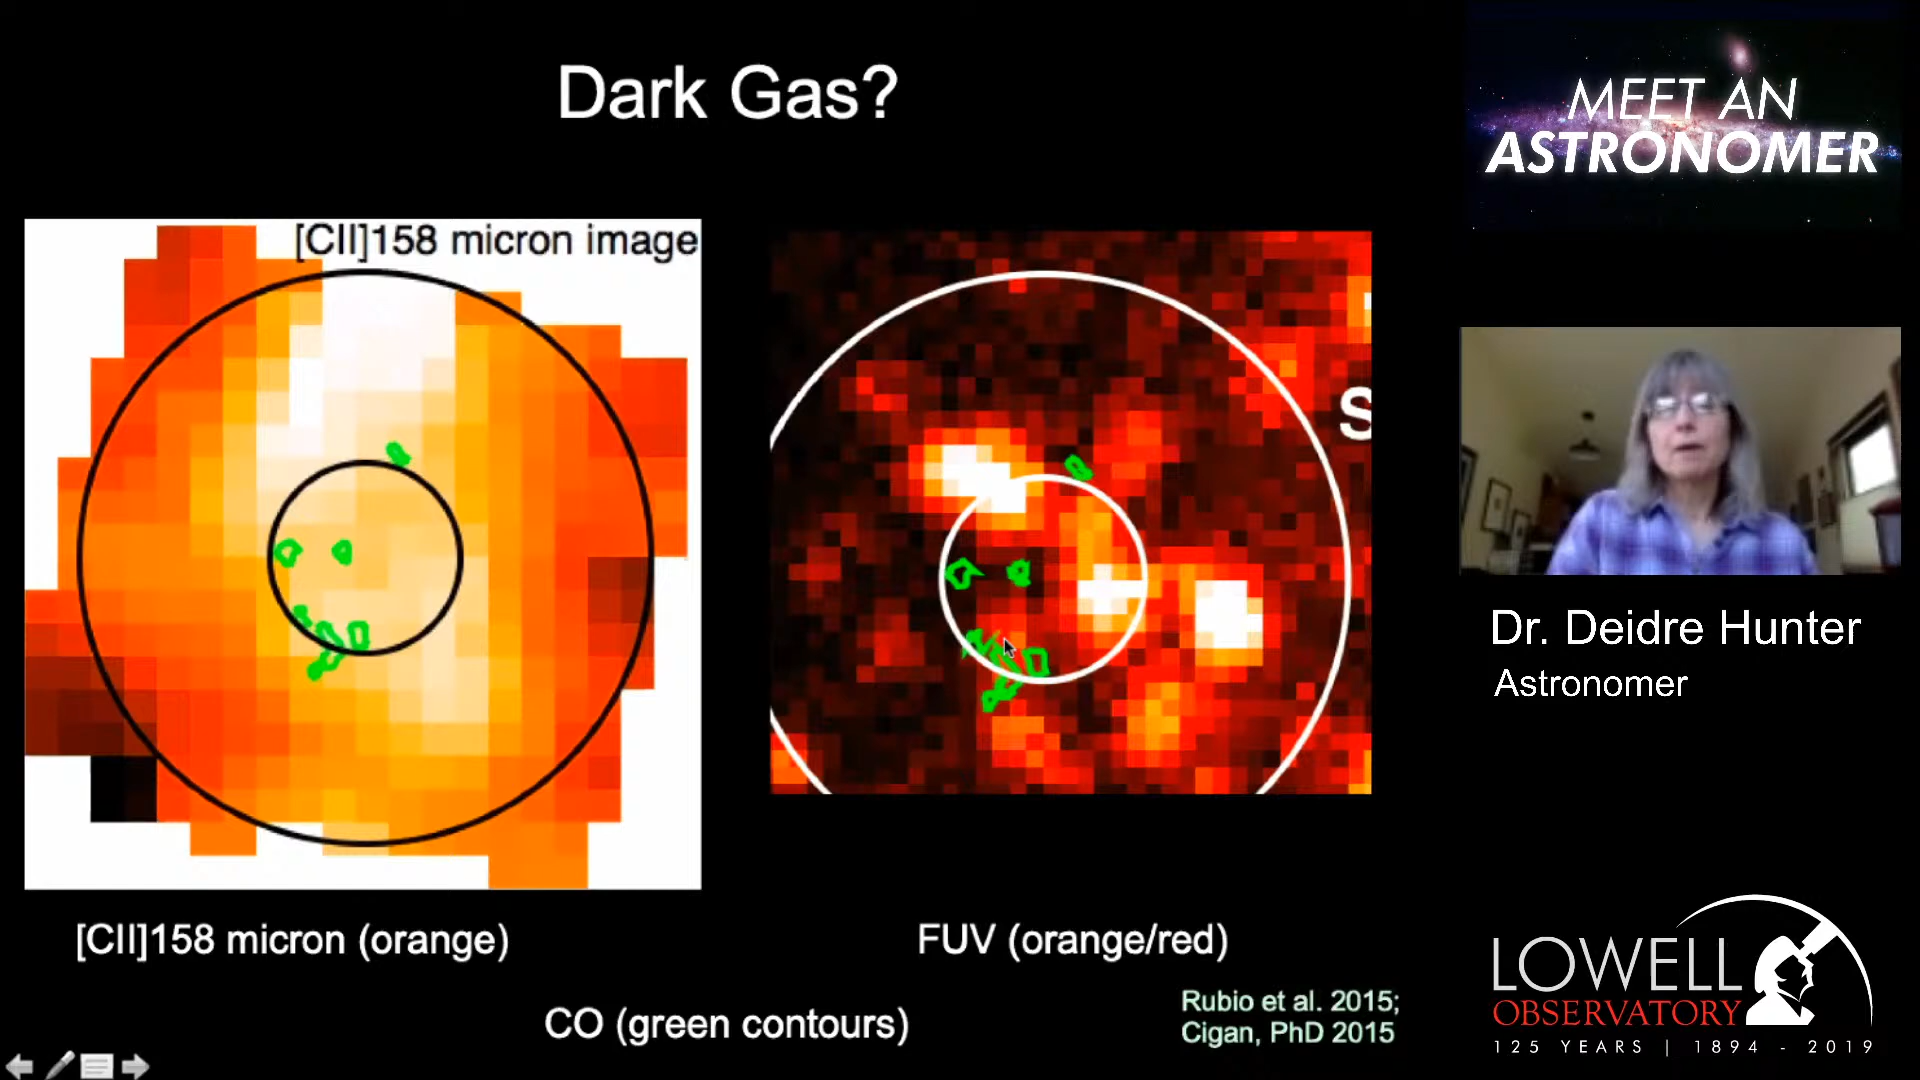 Dark Gas?
[CII]158 micron image
S
[CII]158 micron (orange)
FUV (orange/red)
CO (green contours)
Rubio et al. 2015;
Cigan, PhD 2015
MEET AN
ASTRONOMER
Dr. Deidre Hunter
Astronomer
LOWELL
OBSERVATORY
125 YEARS | 1894 - 2019